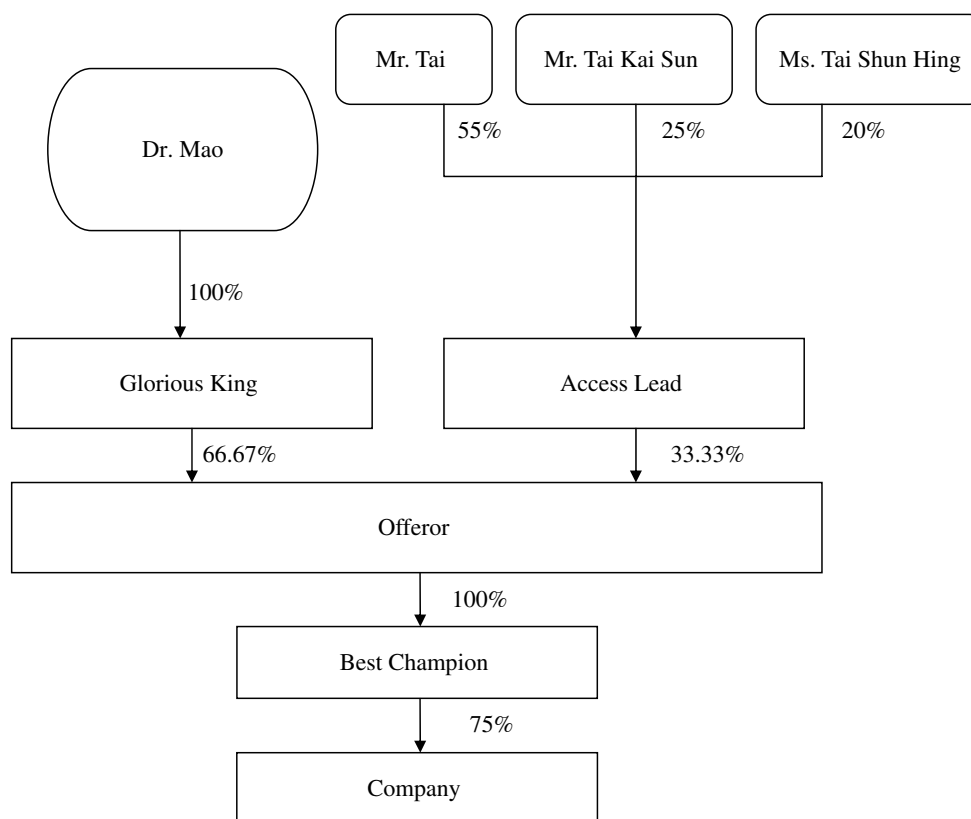 Mr. Tai
Mr. Tai Kai Sun
Ms. Tai Shun Hing
55%
25%
20%
Dr. Mao
100%
Glorious King
Access Lead
66.67%
33.33%
Offeror
100%
Best Champion
75%
Company